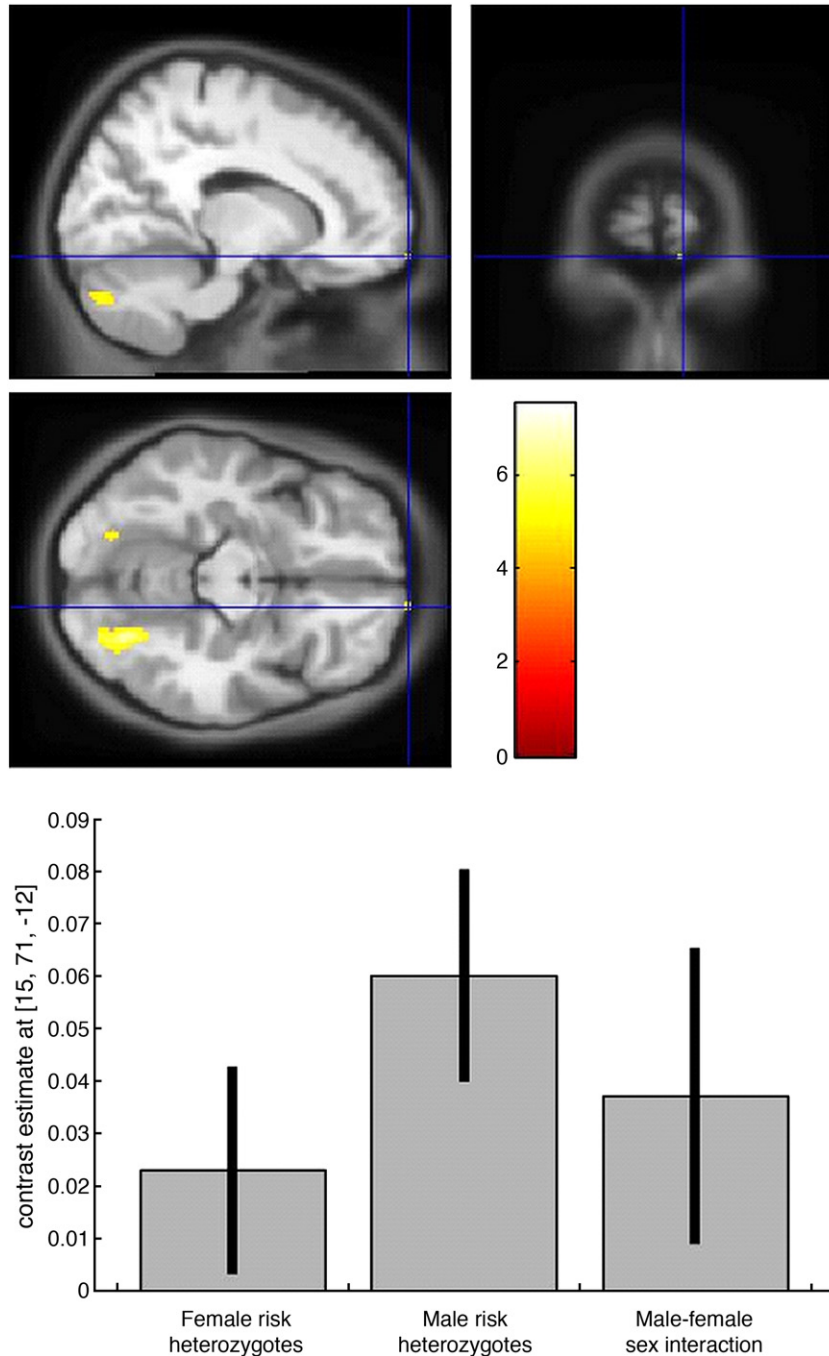 6
4
2
0
0.09
0.08
0.07
0.06
0.05
0.04
0.03
0.02
0.01
0
contrast estimate at [15, 71, -12]
Female risk
heterozygotes
Male risk
heterozygotes
Male-female
sex interaction